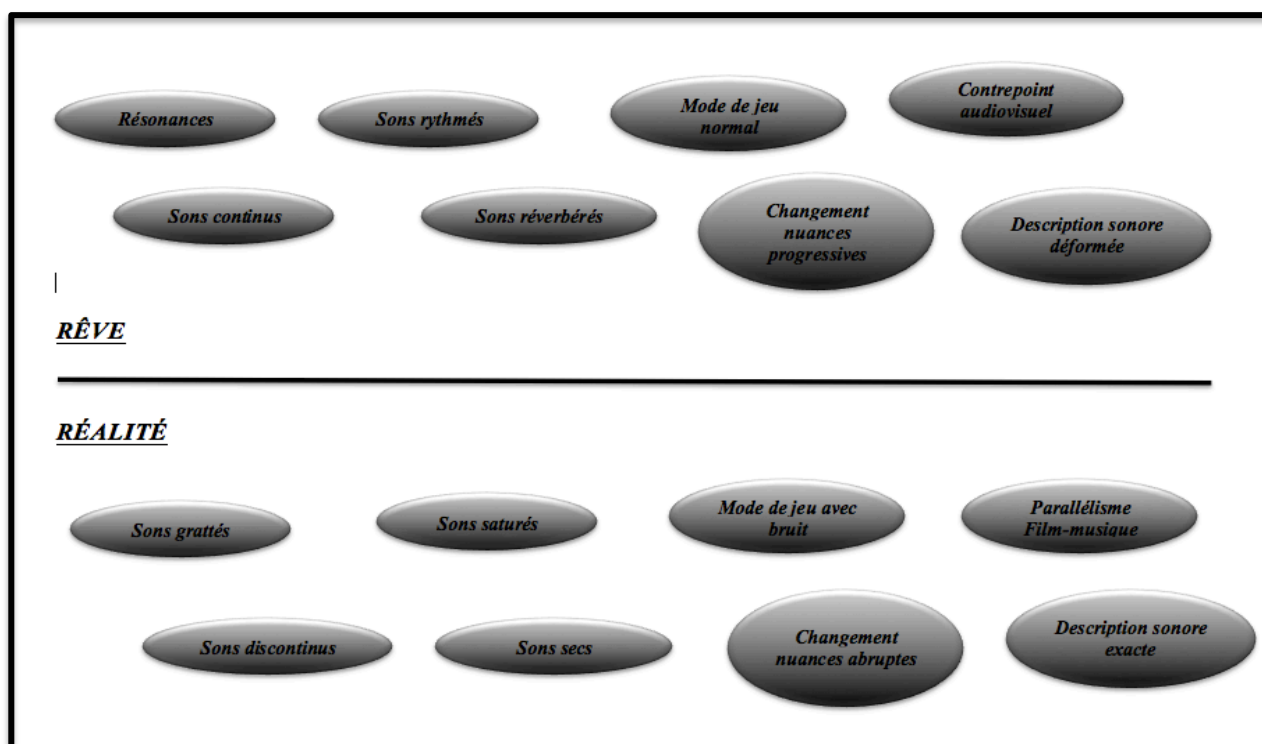 Résonances
Sons rythmés
Mode de jeu
normal
Contrepoint
audiovisuel
Sons continus
Sons réverbérés
Changement
nuances
progressives
Description sonore
déformée
RÊVE
RÉALITÉ
Sons grattés
Sons saturés
Mode de jeu avec
bruit
Parallélisme
Film-musique
Sons discontinus
Sons secs
Changement
nuances abruptes
Description sonore
exacte